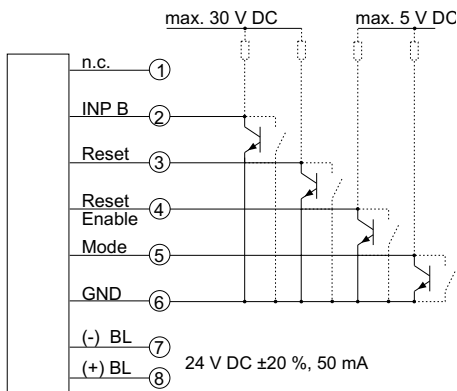 max. 30 V DC
max. 5 V DC
n.c. 1
INP B 2
Reset 3
Reset
Enable 4
Mode 5
GND 6
(-) BL 7
24 V DC ±20 %, 50 mA
(+) BL 8